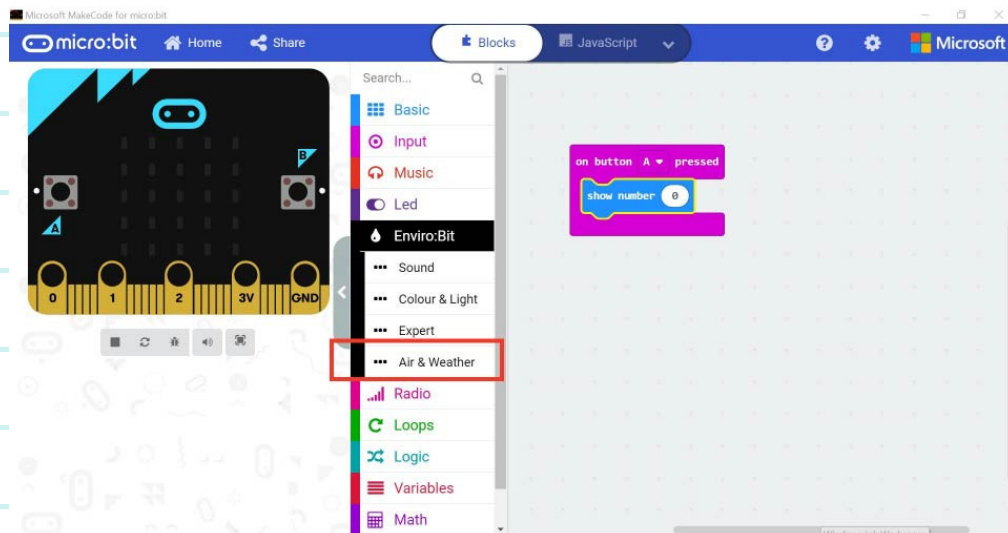 Microsoft MakeCode for micro:bit
micro:bit Home Share Blocks JavaScript Microsoft
Search...
Basic
Input
Music
Led
Enviro:Bit
Sound
Colour & Light
Expert
Air & Weather
Radio
Loops
Logic
Variables
Math
A
B
0 1 2 3V GND
on button A pressed
show number 0